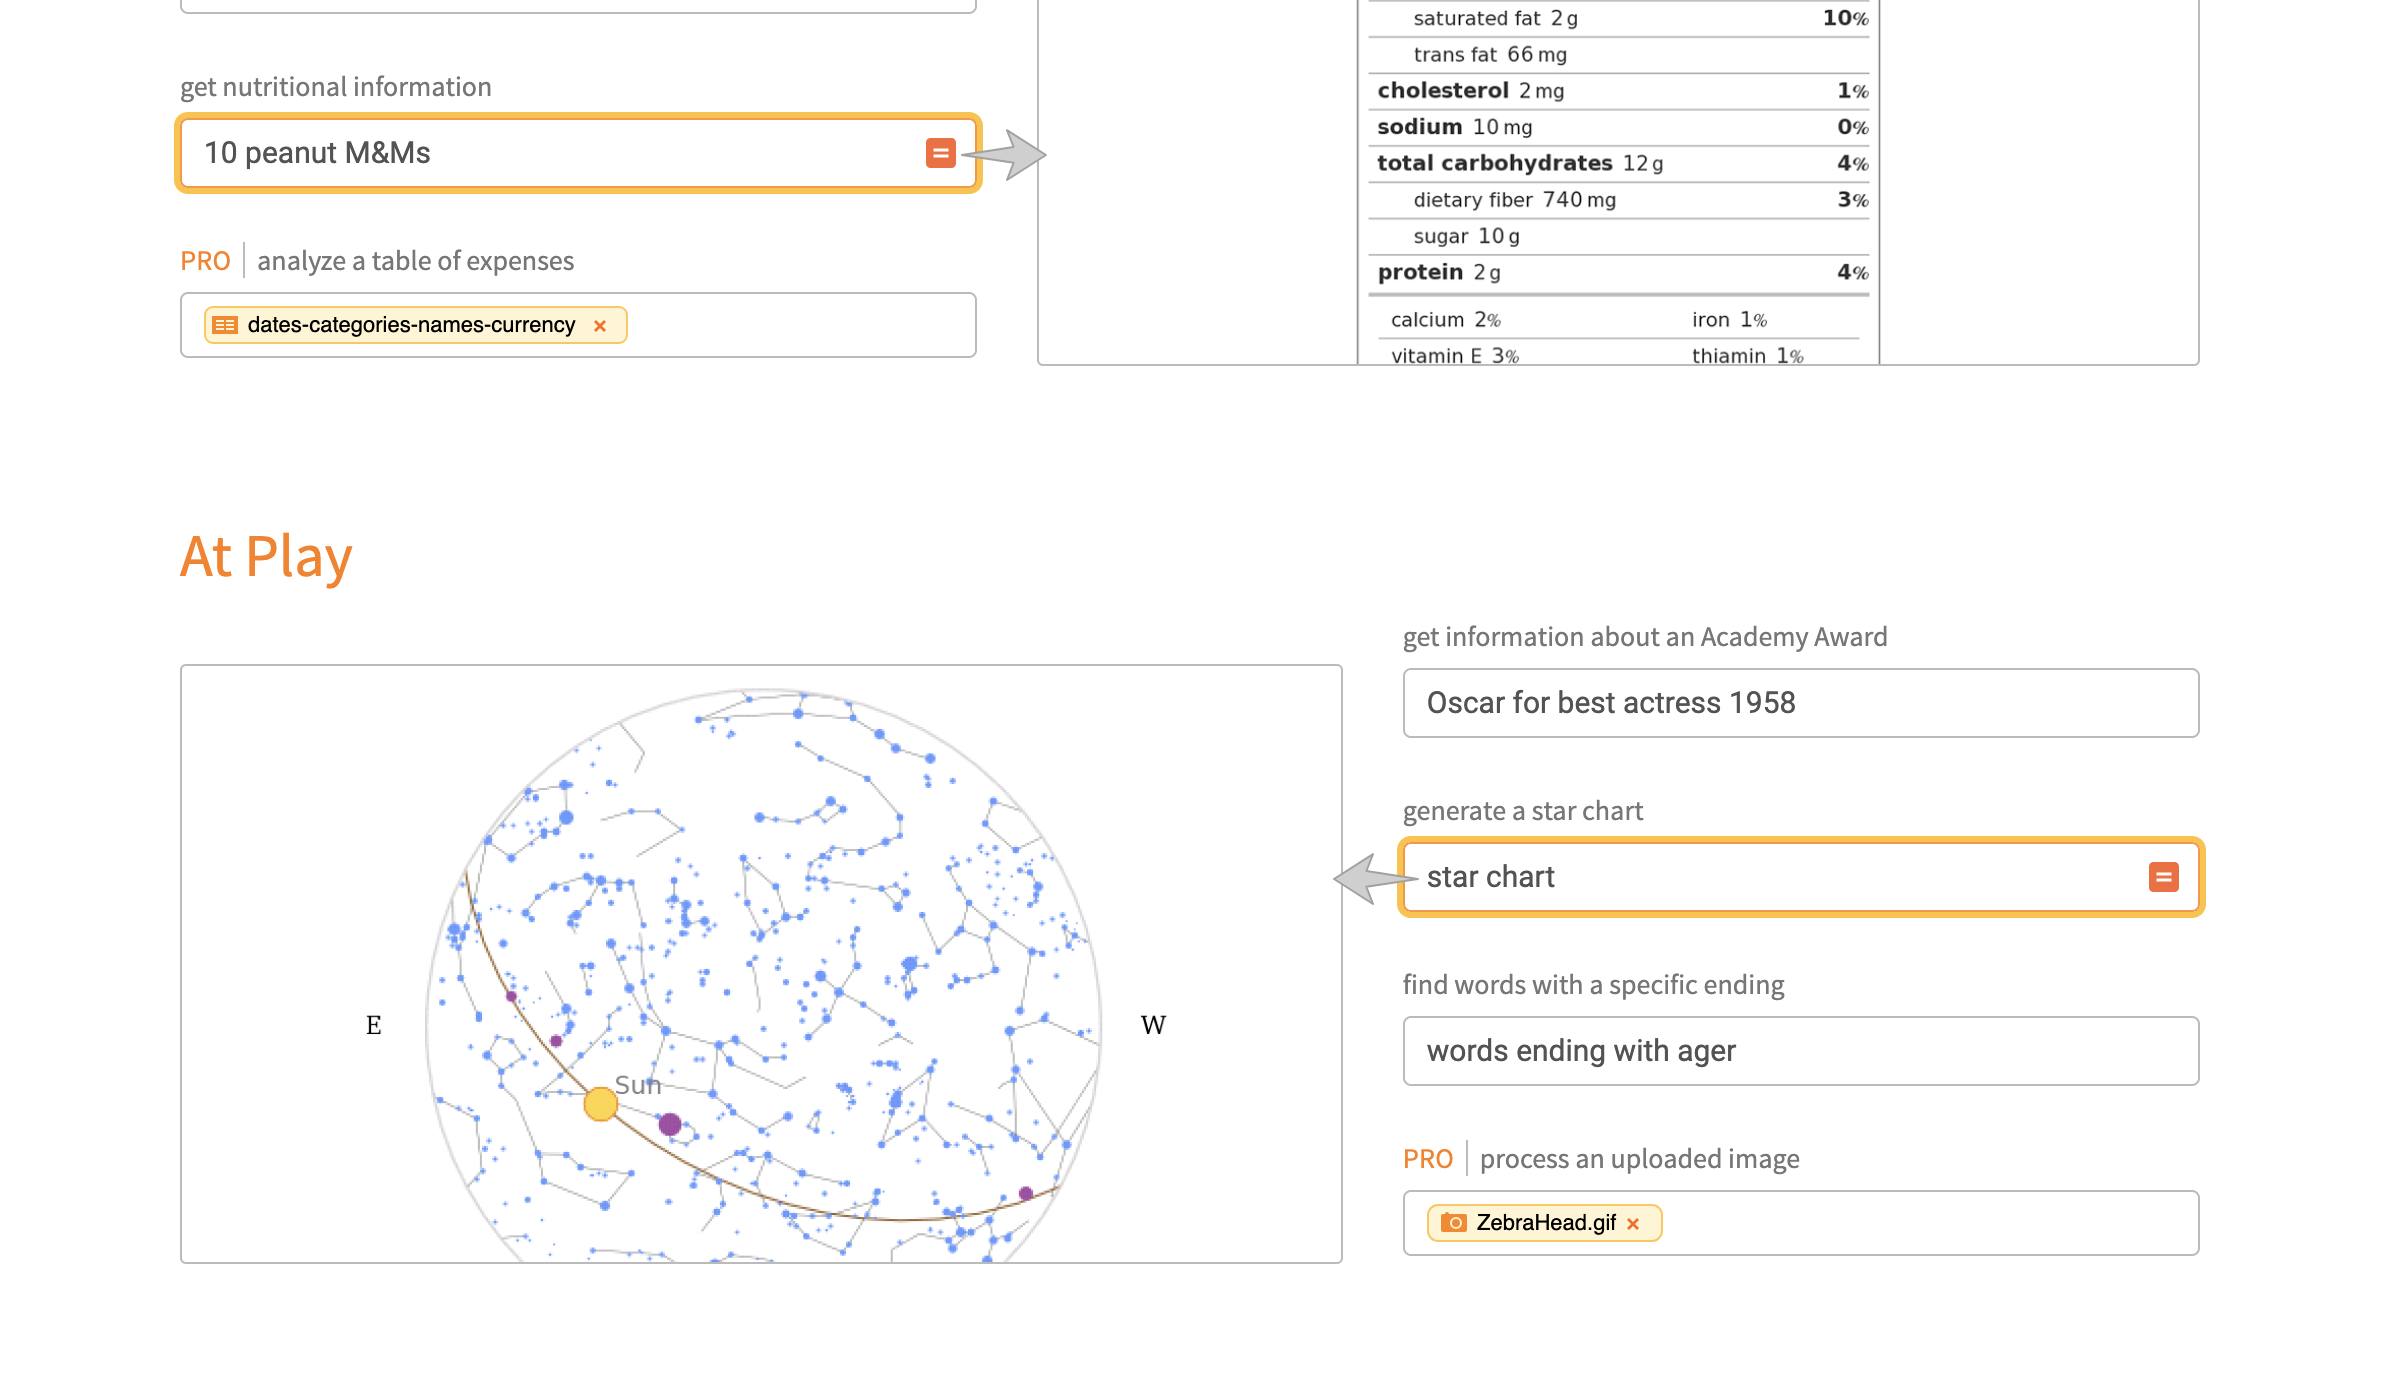 get nutritional information
10 peanut M&Ms
PRO | analyze a table of expenses
dates-categories-names-currency ×
saturated fat 2 g 10%
trans fat 66 mg
cholesterol 2 mg 1%
sodium 10 mg 0%
total carbohydrates 12 g 4%
dietary fiber 740 mg 3%
sugar 10 g
protein 2 g 4%
calcium 2% iron 1%
vitamin E 3% thiamin 1%
At Play
E
Sun
W
get information about an Academy Award
Oscar for best actress 1958
generate a star chart
star chart
find words with a specific ending
words ending with ager
PRO | process an uploaded image
ZebraHead.gif ×